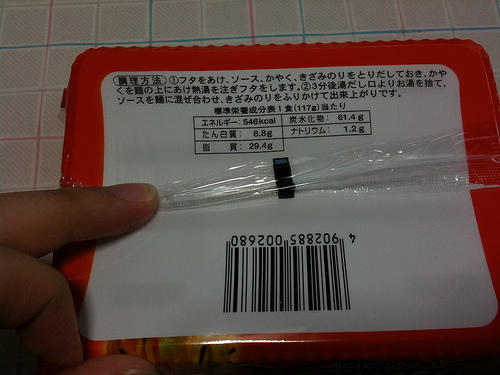 調理方法 ①フタをあけ、ソース、かやく、きざみのりをとりだしておき、かや
くを麺の上にあけ熱湯を注ぎフタをします。②3分後湯だし口よりお湯を捨て、
ソースを麺に混ぜ合わせ、きざみのりをふりかけて出来上がりです。
標準栄養成分表1食(117g)当たり
エネルギー: 546kcal 炭水化物: 61.4g
たん白質: 8.8g ナトリウム: 1.2g
脂質: 29.4g
4 902885 002680